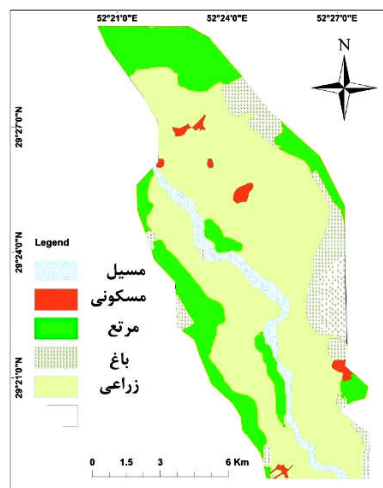 52°21'0"E 52°24'0"E 52°27'0"E
N
29°27'0"N
29°24'0"N
29°21'0"N
Legend
مسیل
مسکونی
مرتع
باغ
زراعی
0 1.5 3 6 Km